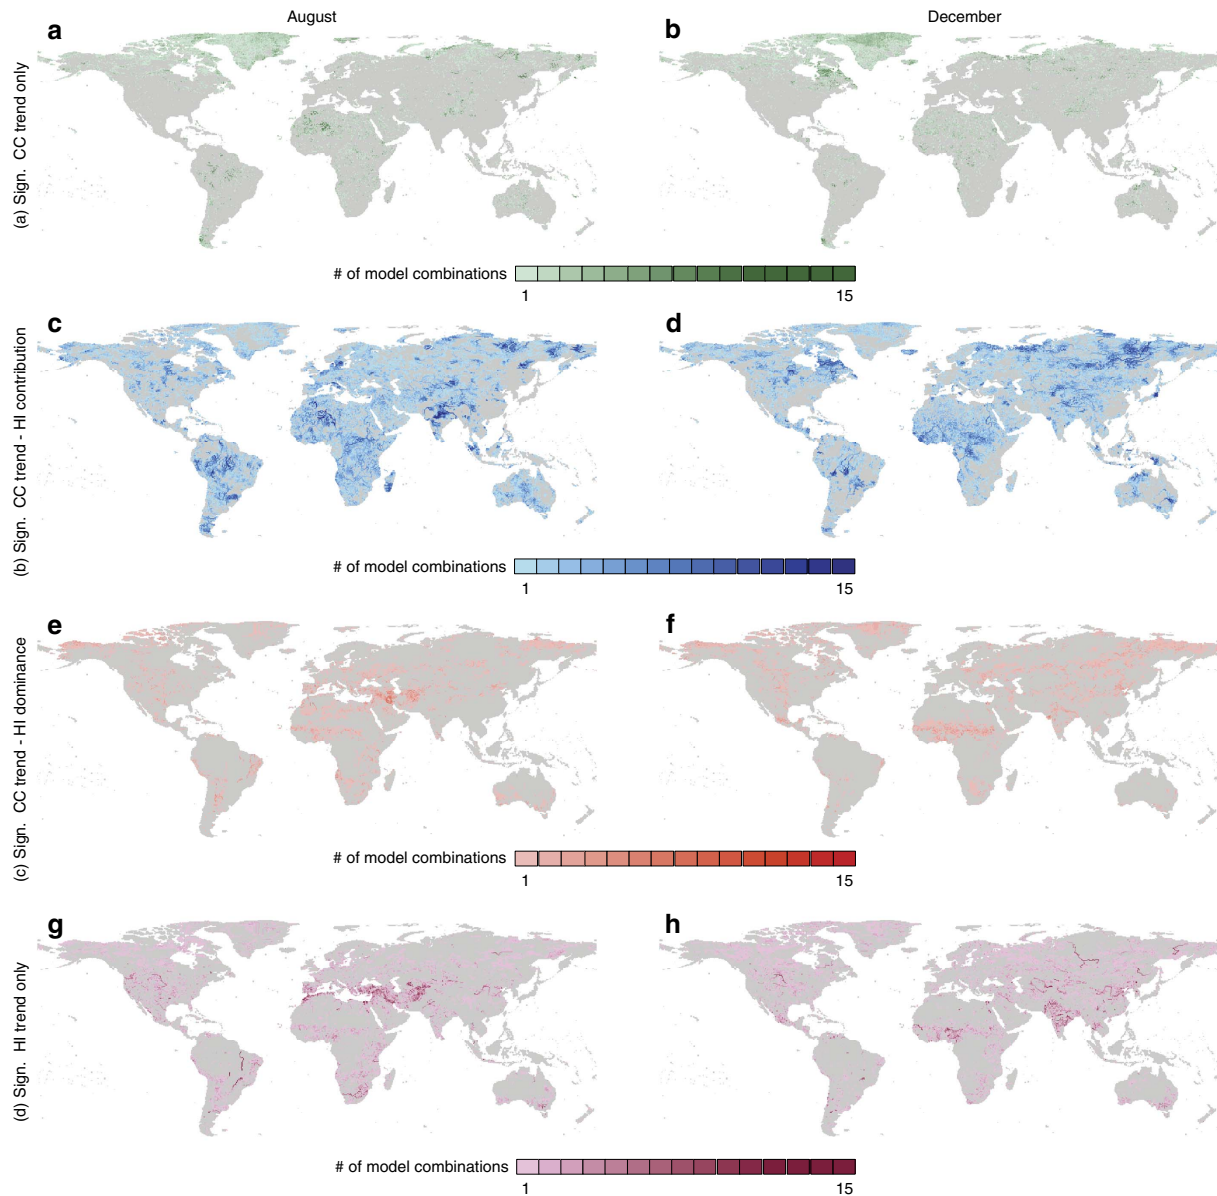 August
December
a
b
(a) Sign. CC trend only
# of model combinations
1
15
c
d
(b) Sign. CC trend - HI contribution
# of model combinations
1
15
e
f
(c) Sign. CC trend - HI dominance
# of model combinations
1
15
g
h
(d) Sign. HI trend only
# of model combinations
1
15